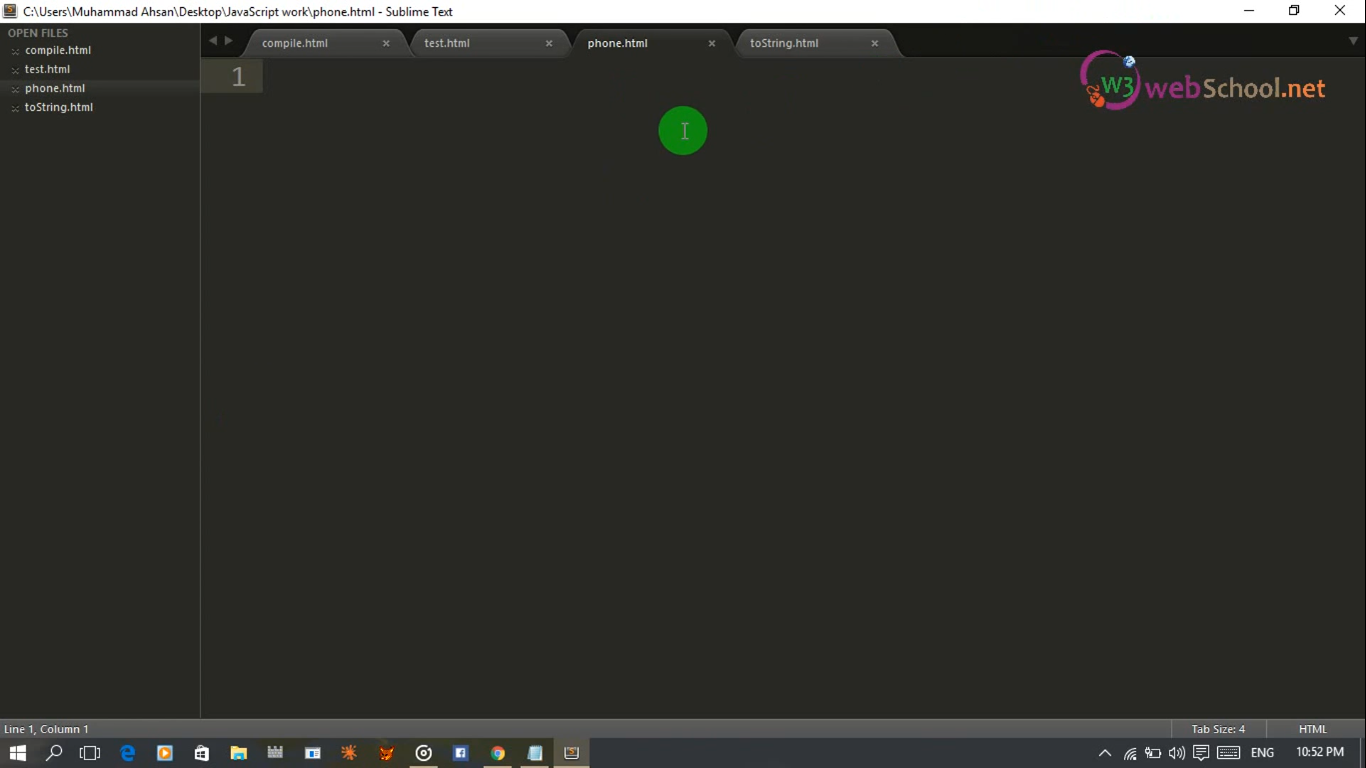 C:\Users\Muhammad Ahsan\Desktop\JavaScript work\phone.html - Sublime Text
OPEN FILES
compile.html
test.html
phone.html
toString.html
compile.html
test.html
phone.html
toString.html
1
W3
webSchool.net
Line 1, Column 1
Tab Size: 4
HTML
ENG
10:52 PM